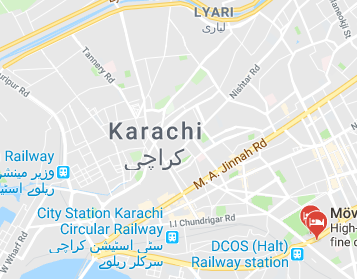 LYARI
لیاری
Tannery Rd
Nishtar Rd
Karachi
کراچی
M. A. Jinnah Rd
Railway
وزیر مینشن
ریلوے اسٹیشن
City Station Karachi
Circular Railway
سٹی اسٹیشن کراچی
سرکلر ریلوے
I.I Chundrigar Rd
W Wharf Rd
DCOS (Halt)
Railway station
Möv
High-
fine d